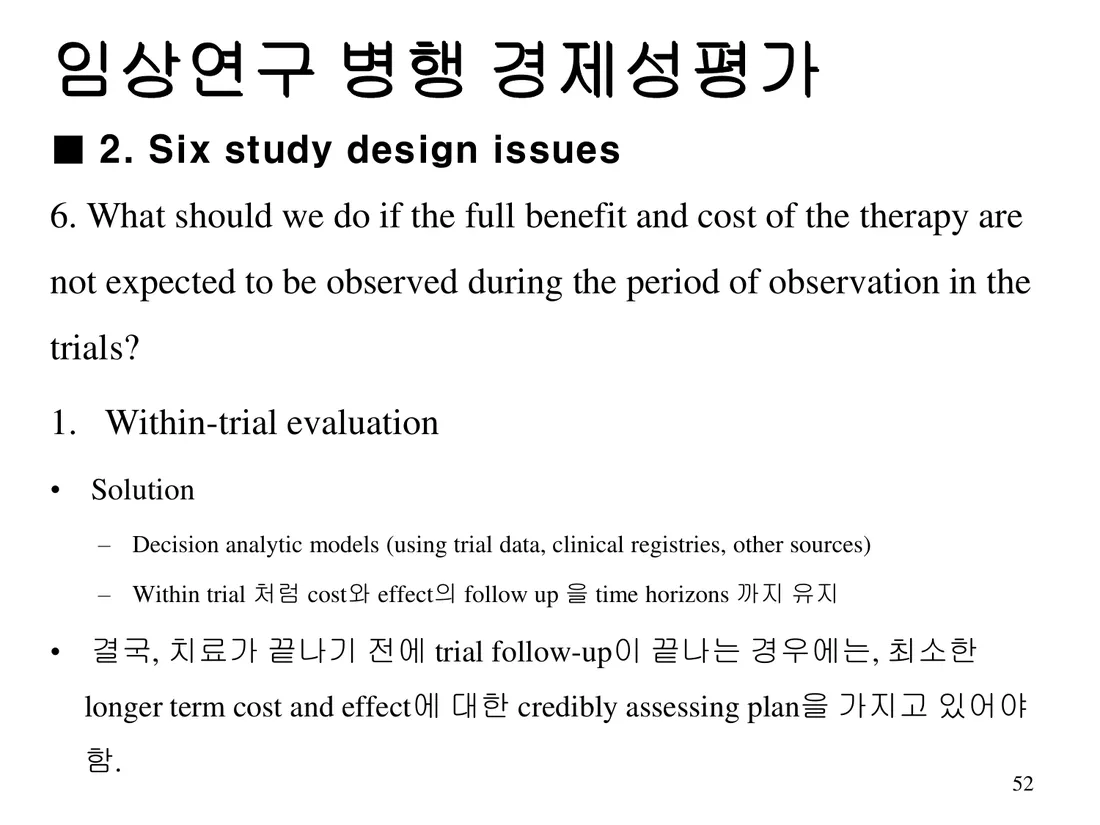 임상연구 병행 경제성평가
■ 2. Six study design issues
6. What should we do if the full benefit and cost of the therapy are
not expected to be observed during the period of observation in the
trials?
1. Within-trial evaluation
• Solution
– Decision analytic models (using trial data, clinical registries, other sources)
– Within trial 처럼 cost와 effect의 follow up 을 time horizons 까지 유지
• 결국, 치료가 끝나기 전에 trial follow-up이 끝나는 경우에는, 최소한
longer term cost and effect에 대한 credibly assessing plan을 가지고 있어야
함.
52